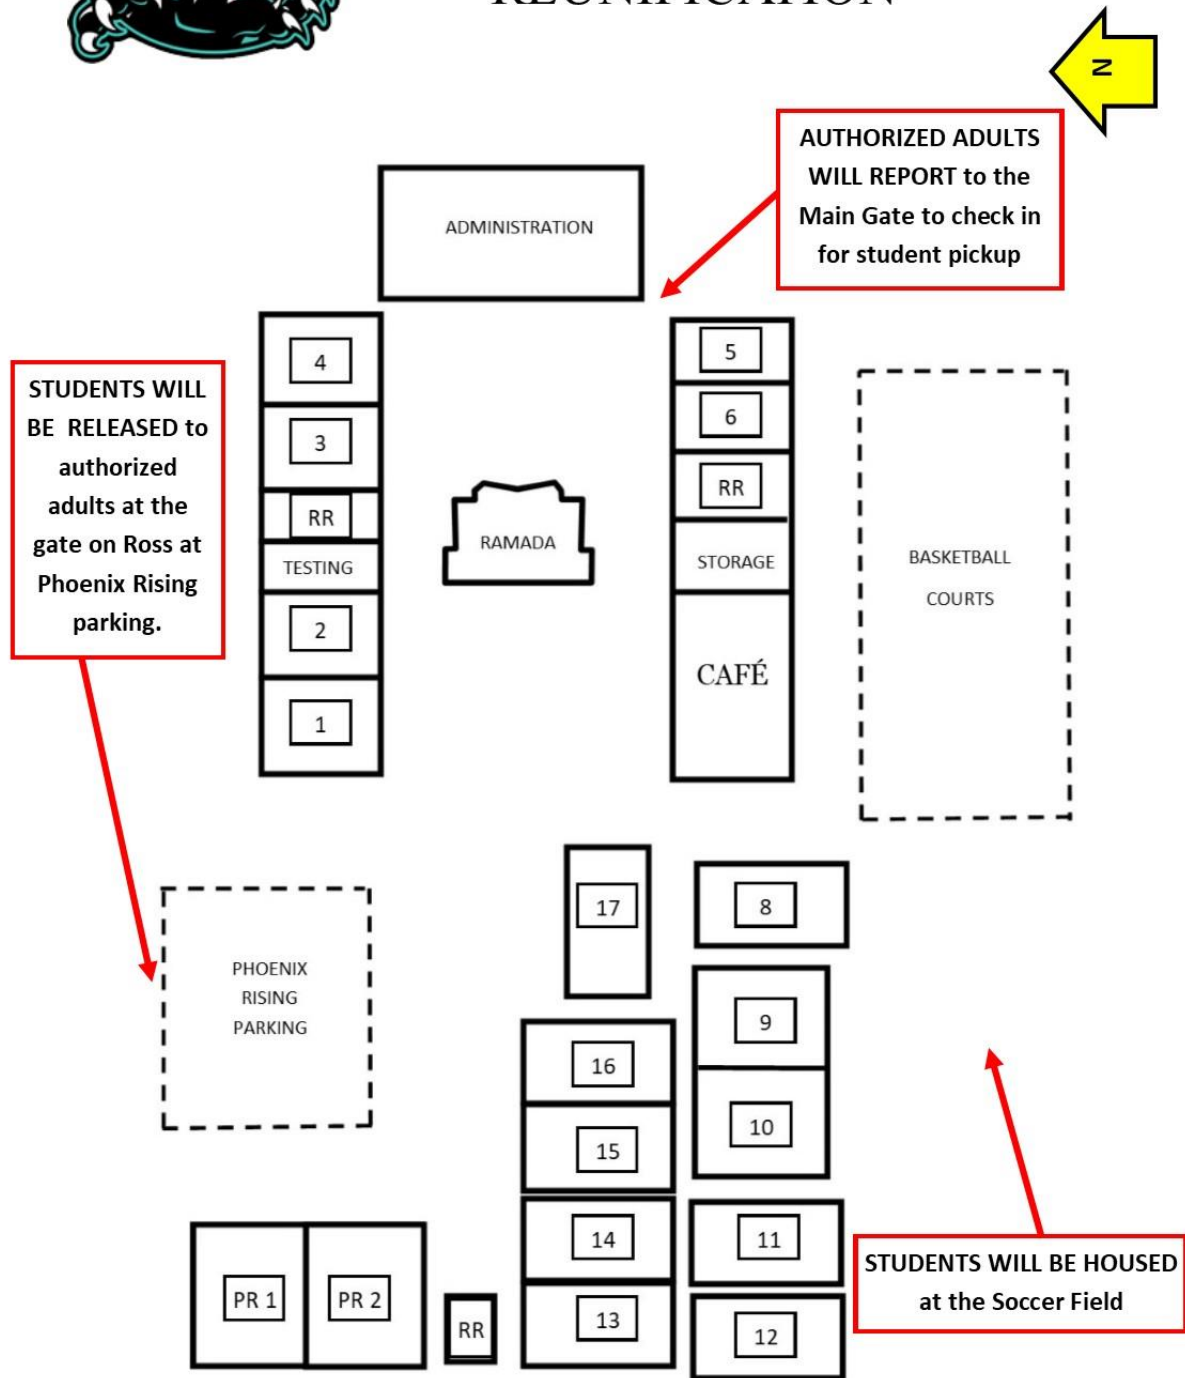 REUNIFICATION
N
AUTHORIZED ADULTS
WILL REPORT to the
Main Gate to check in
for student pickup
ADMINISTRATION
STUDENTS WILL
BE RELEASED to
authorized
adults at the
gate on Ross at
Phoenix Rising
parking.
4
3
RR
TESTING
2
1
RAMADA
5
6
RR
STORAGE
CAFÉ
BASKETBALL
COURTS
PHOENIX
RISING
PARKING
17
8
9
10
16
15
14
13
11
12
PR 1
PR 2
RR
STUDENTS WILL BE HOUSED
at the Soccer Field